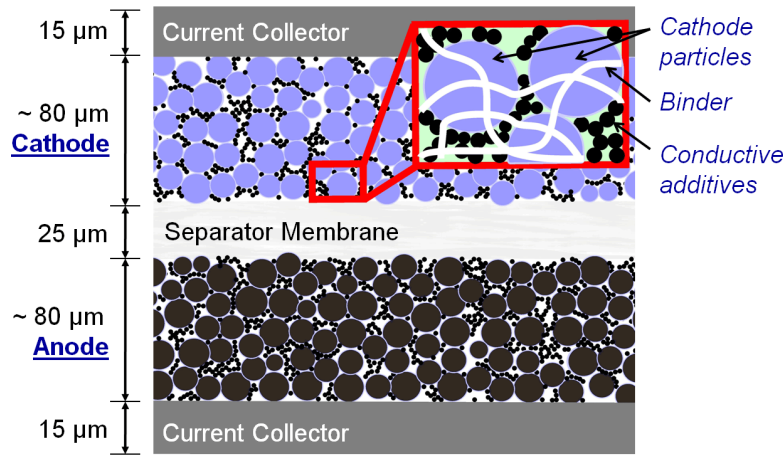 15 µm
Current Collector
~ 80 µm
Cathode
Cathode
particles
Binder
Conductive
additives
25 µm
Separator Membrane
~ 80 µm
Anode
15 µm
Current Collector